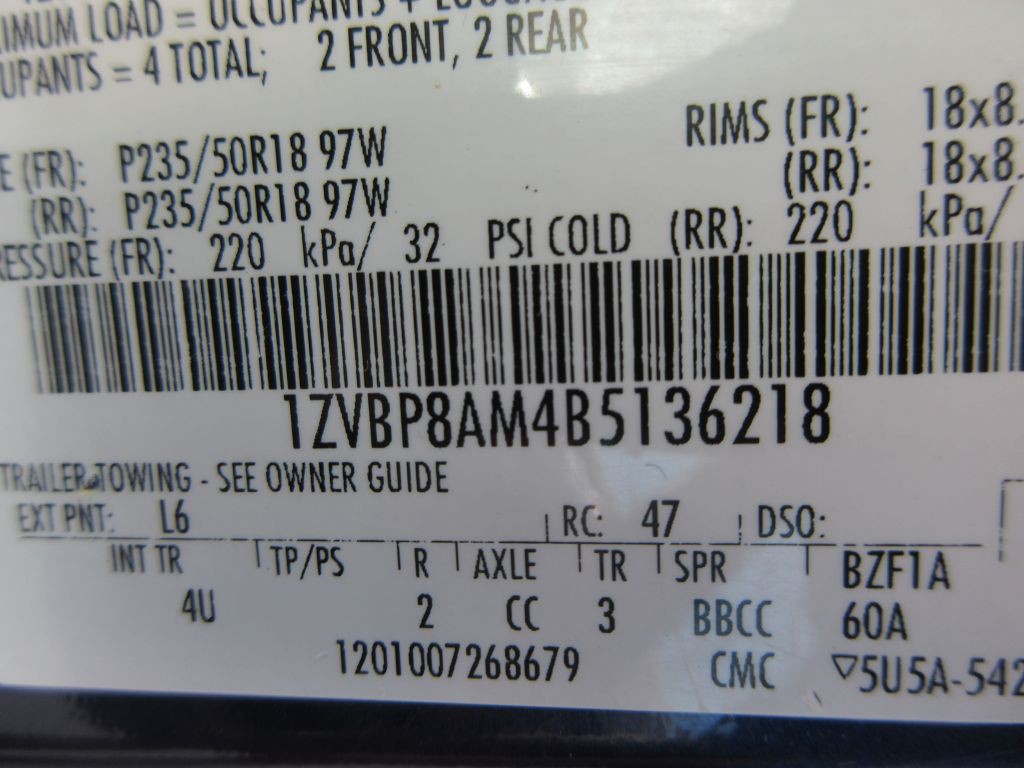 IMUM LOAD = OCCUPANTS + LUGGAGE
UPANTS = 4 TOTAL; 2 FRONT, 2 REAR
RIMS (FR): 18x8.
E (FR): P235/50R18 97W (RR): 18x8.
(RR): P235/50R18 97W
RESSURE (FR): 220 kPa/ 32 PSI COLD (RR): 220 kPa/
1ZVBP8AM4B5136218
TRAILER TOWING - SEE OWNER GUIDE
EXT PNT: L6 RC: 47 DSO:
INT TR TP/PS R AXLE TR SPR BZF1A
4U 2 CC 3 BBCC 60A
1201007268679 CMC ▽5U5A-542